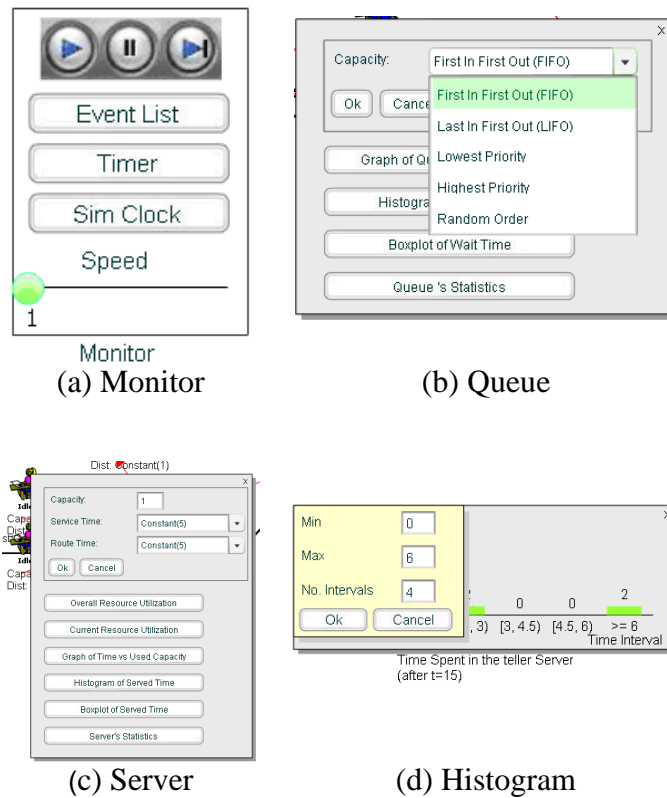 Event List
Timer
Sim Clock
Speed
1
Monitor
(a) Monitor
x
Capacity:
First In First Out (FIFO)
First In First Out (FIFO)
Last In First Out (LIFO)
Lowest Priority
Highest Priority
Random Order
Ok
Boxplot of Wait Time
Queue 's Statistics
(b) Queue
Dist: Constant(1)
x
Capacity:
1
Service Time:
Constant(5)
Route Time:
Constant(5)
Ok
Cancel
Overall Resource Utilization
Current Resource Utilization
Graph of Time vs Used Capacity
Histogram of Served Time
Boxplot of Served Time
Server's Statistics
(c) Server
Min
0
Max
6
No. Intervals
4
Ok
Cancel
0
0
2
, 3)
[3, 4.5)
[4.5, 6)
>= 6
Time Interval
Time Spent in the teller Server
(after t=15)
(d) Histogram